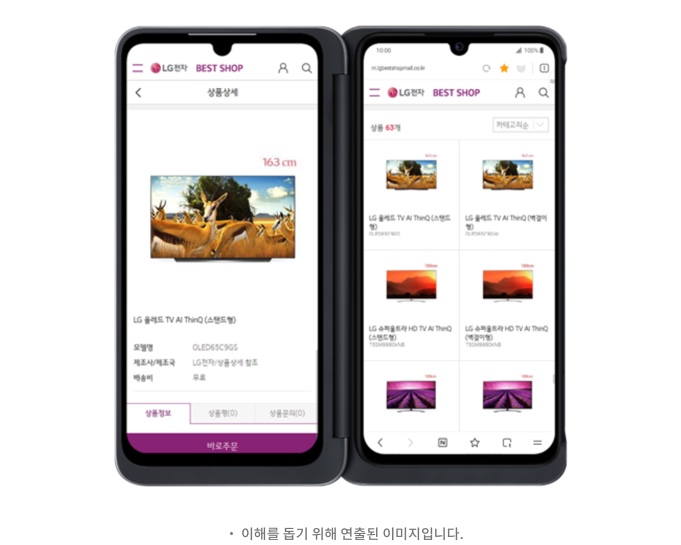 LG전자 BEST SHOP
상품상세
163 cm
LG 올레드 TV AI ThinQ (스탠드형)
모델명 OLED65C9GS
제조사/제조국 LG전자/상품상세 참조
배송비 무료
상품정보 상품평(0) 상품문의(0)
바로주문
10:00 100%
m.lgbestshopmall.co.kr
LG전자 BEST SHOP
상품 63개 카테고리순
163 cm 163 cm
LG 올레드 TV AI ThinQ (스탠드
형)
LG 올레드 TV AI ThinQ (벽걸이
형)
LG 슈퍼울트라 HD TV AI ThinQ
(스탠드형)
LG 슈퍼울트라 HD TV AI ThinQ
(벽걸이형)
• 이해를 돕기 위해 연출된 이미지입니다.